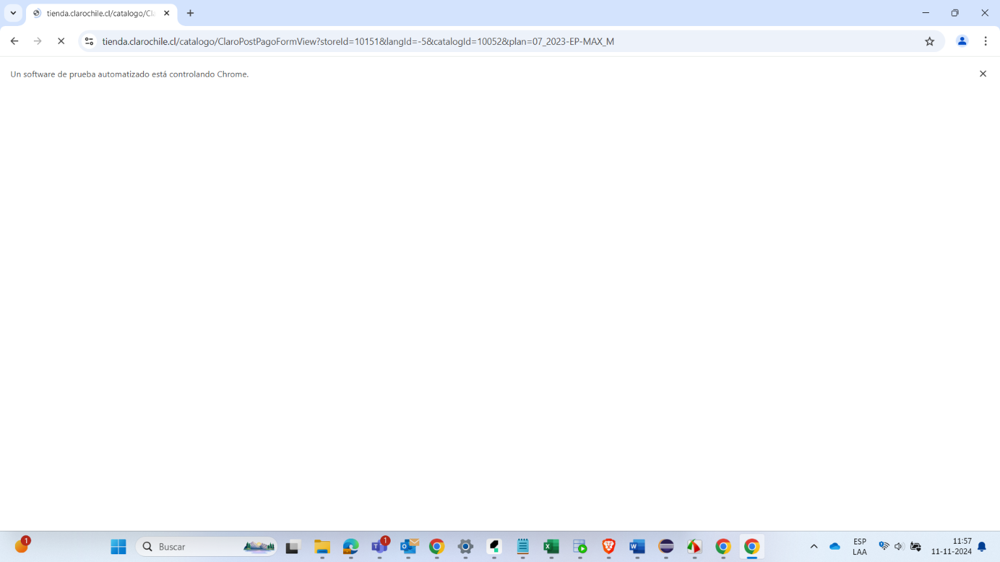 tienda.clarochile.cl/catalogo/Cla
tienda.clarochile.cl/catalogo/ClaroPostPagoFormView?storeId=10151&langId=-5&catalogId=10052&plan=07_2023-EP-MAX_M
Un software de prueba automatizado está controlando Chrome.
1
Buscar
1
ESP
LAA
11:57
11-11-2024